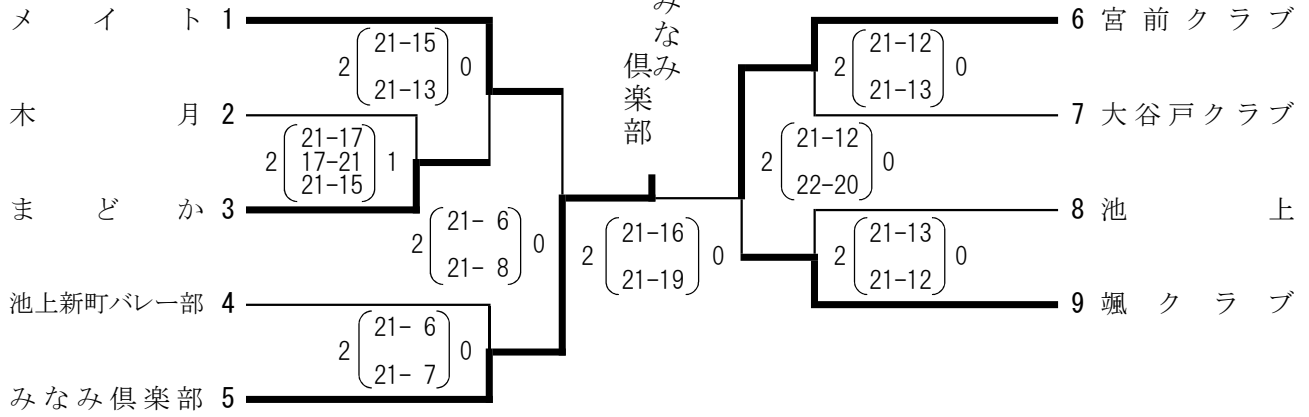 メイト 1
木月 2
まどか 3
池上新町バレー部 4
みなみ倶楽部 5
2 21-15 0
21-13
21-17
2 17-21 1
21-15
2 21- 6 0
21- 8
2 21- 6 0
21- 7
みなみ
倶楽部
2 21-16 0
21-19
2 21-12 0
21-13
2 21-12 0
22-20
2 21-13 0
21-12
6 宮前クラブ
7 大谷戸クラブ
8 池上
9 颯クラブ